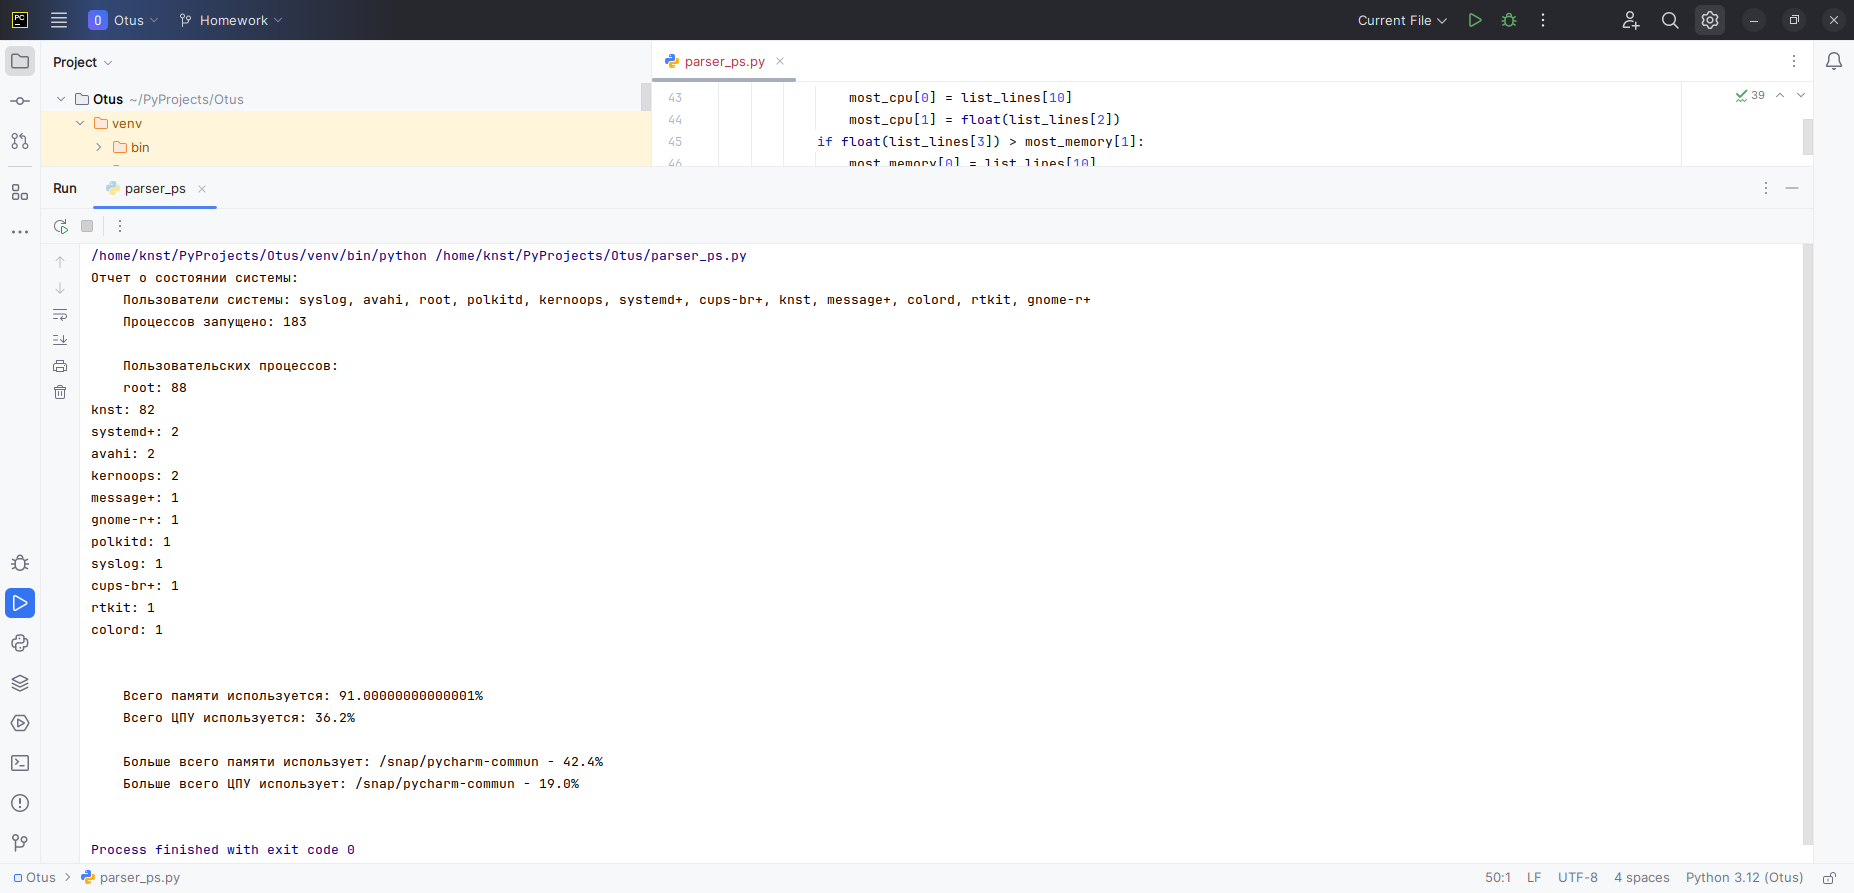 PC
O Otus Homework Current File
Project
parser_ps.py
Otus ~/PyProjects/Otus
venv
bin
43 most_cpu[0] = list_lines[10]
44 most_cpu[1] = float(list_lines[2])
45 if float(list_lines[3]) > most_memory[1]:
46 most_memory[0] = list_lines[10]
39
Run parser_ps
/home/knst/PyProjects/Otus/venv/bin/python /home/knst/PyProjects/Otus/parser_ps.py
Отчет о состоянии системы:
Пользователи системы: syslog, avahi, root, polkitd, kernoops, systemd+, cups-br+, knst, message+, colord, rtkit, gnome-r+
Процессов запущено: 183
Пользовательских процессов:
root: 88
knst: 82
systemd+: 2
avahi: 2
kernoops: 2
message+: 1
gnome-r+: 1
polkitd: 1
syslog: 1
cups-br+: 1
rtkit: 1
colord: 1
Всего памяти используется: 91.00000000000001%
Всего ЦПУ используется: 36.2%
Больше всего памяти использует: /snap/pycharm-commun - 42.4%
Больше всего ЦПУ использует: /snap/pycharm-commun - 19.0%
Process finished with exit code 0
Otus parser_ps.py 50:1 LF UTF-8 4 spaces Python 3.12 (Otus)